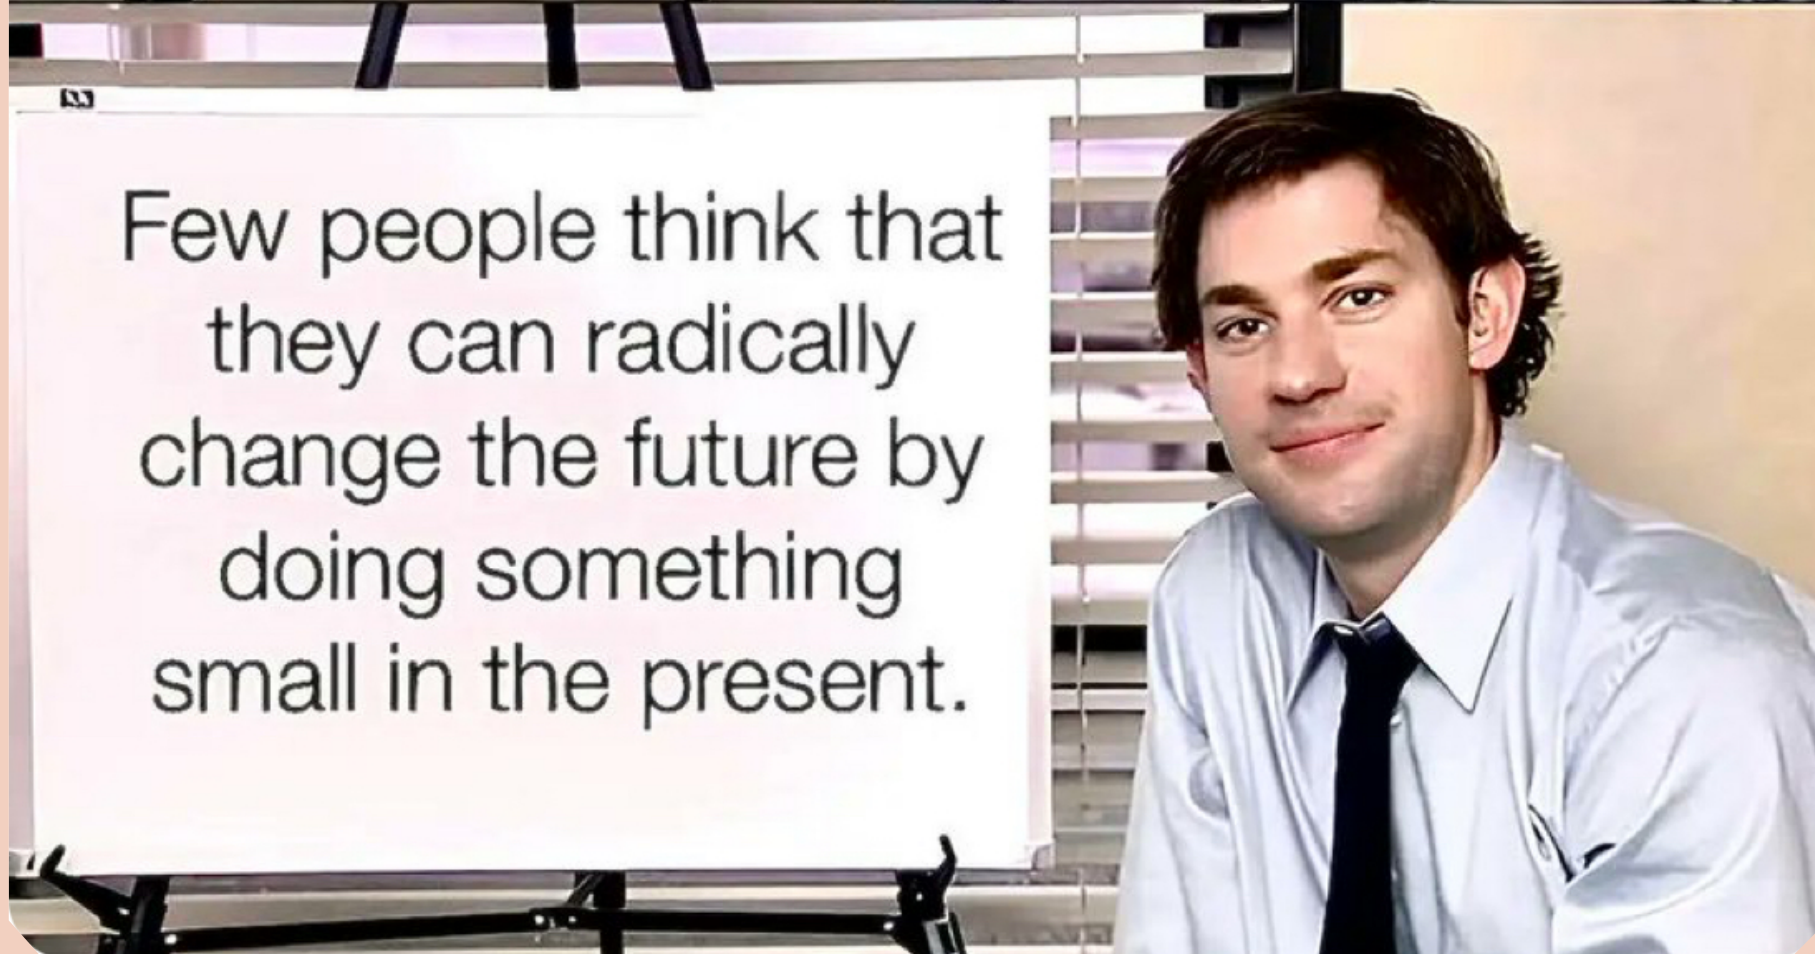 Few people think that
they can radically
change the future by
doing something
small in the present.